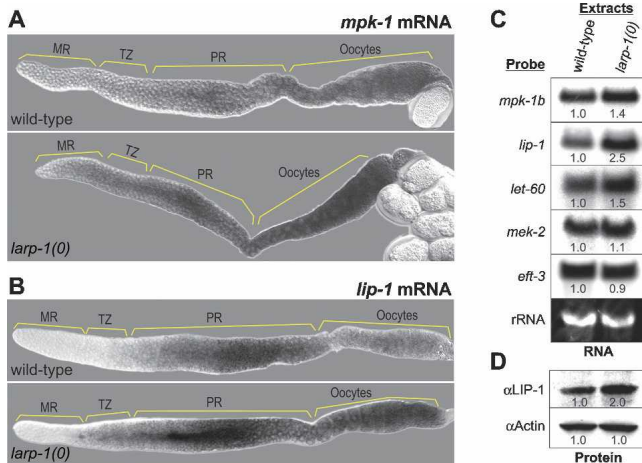 A
mpk-1 mRNA
MR TZ PR Oocytes
wild-type
MR TZ PR Oocytes
larp-1(0)
B
lip-1 mRNA
MR TZ PR Oocytes
wild-type
MR TZ PR Oocytes
larp-1(0)
C
Extracts
Probe wild-type larp-1(0)
mpk-1b
1.0 1.4
lip-1
1.0 2.5
let-60
1.0 1.5
mek-2
1.0 1.1
eft-3
1.0 0.9
rRNA
RNA
D
αLIP-1
1.0 2.0
αActin
1.0 1.0
Protein